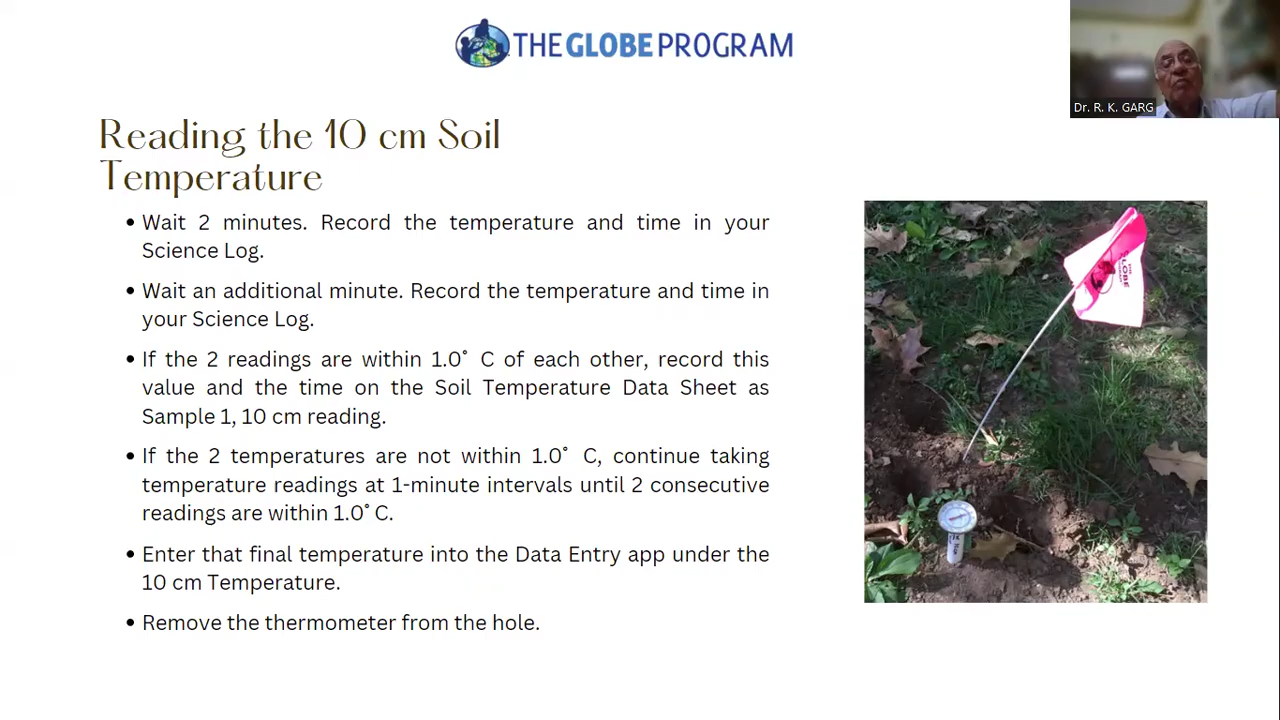 THE GLOBE PROGRAM
Dr. R. K. GARG
Reading the 10 cm Soil
Temperature
• Wait 2 minutes. Record the temperature and time in your
Science Log.
• Wait an additional minute. Record the temperature and time in
your Science Log.
• If the 2 readings are within 1.0° C of each other, record this
value and the time on the Soil Temperature Data Sheet as
Sample 1, 10 cm reading.
• If the 2 temperatures are not within 1.0° C, continue taking
temperature readings at 1-minute intervals until 2 consecutive
readings are within 1.0° C.
• Enter that final temperature into the Data Entry app under the
10 cm Temperature.
• Remove the thermometer from the hole.
GLOBE